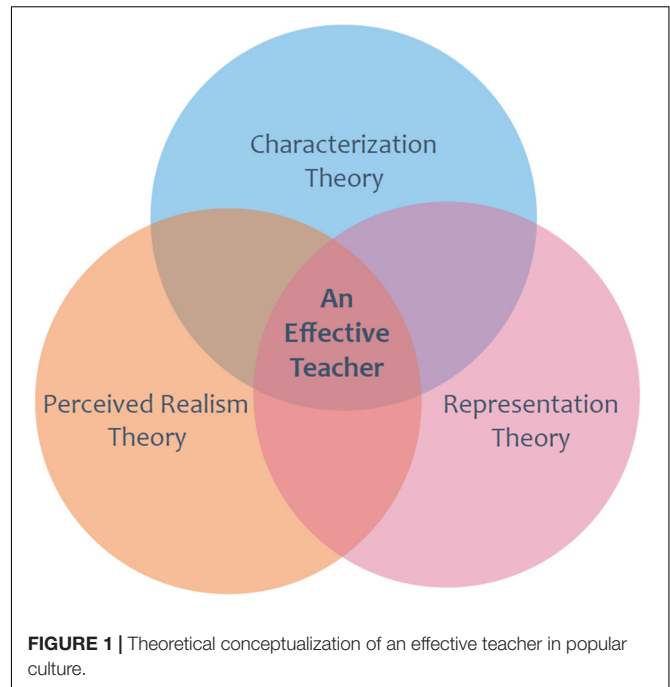 Characterization
Theory
An
Effective
Teacher
Perceived Realism
Theory
Representation
Theory
FIGURE 1 | Theoretical conceptualization of an effective teacher in popular
culture.